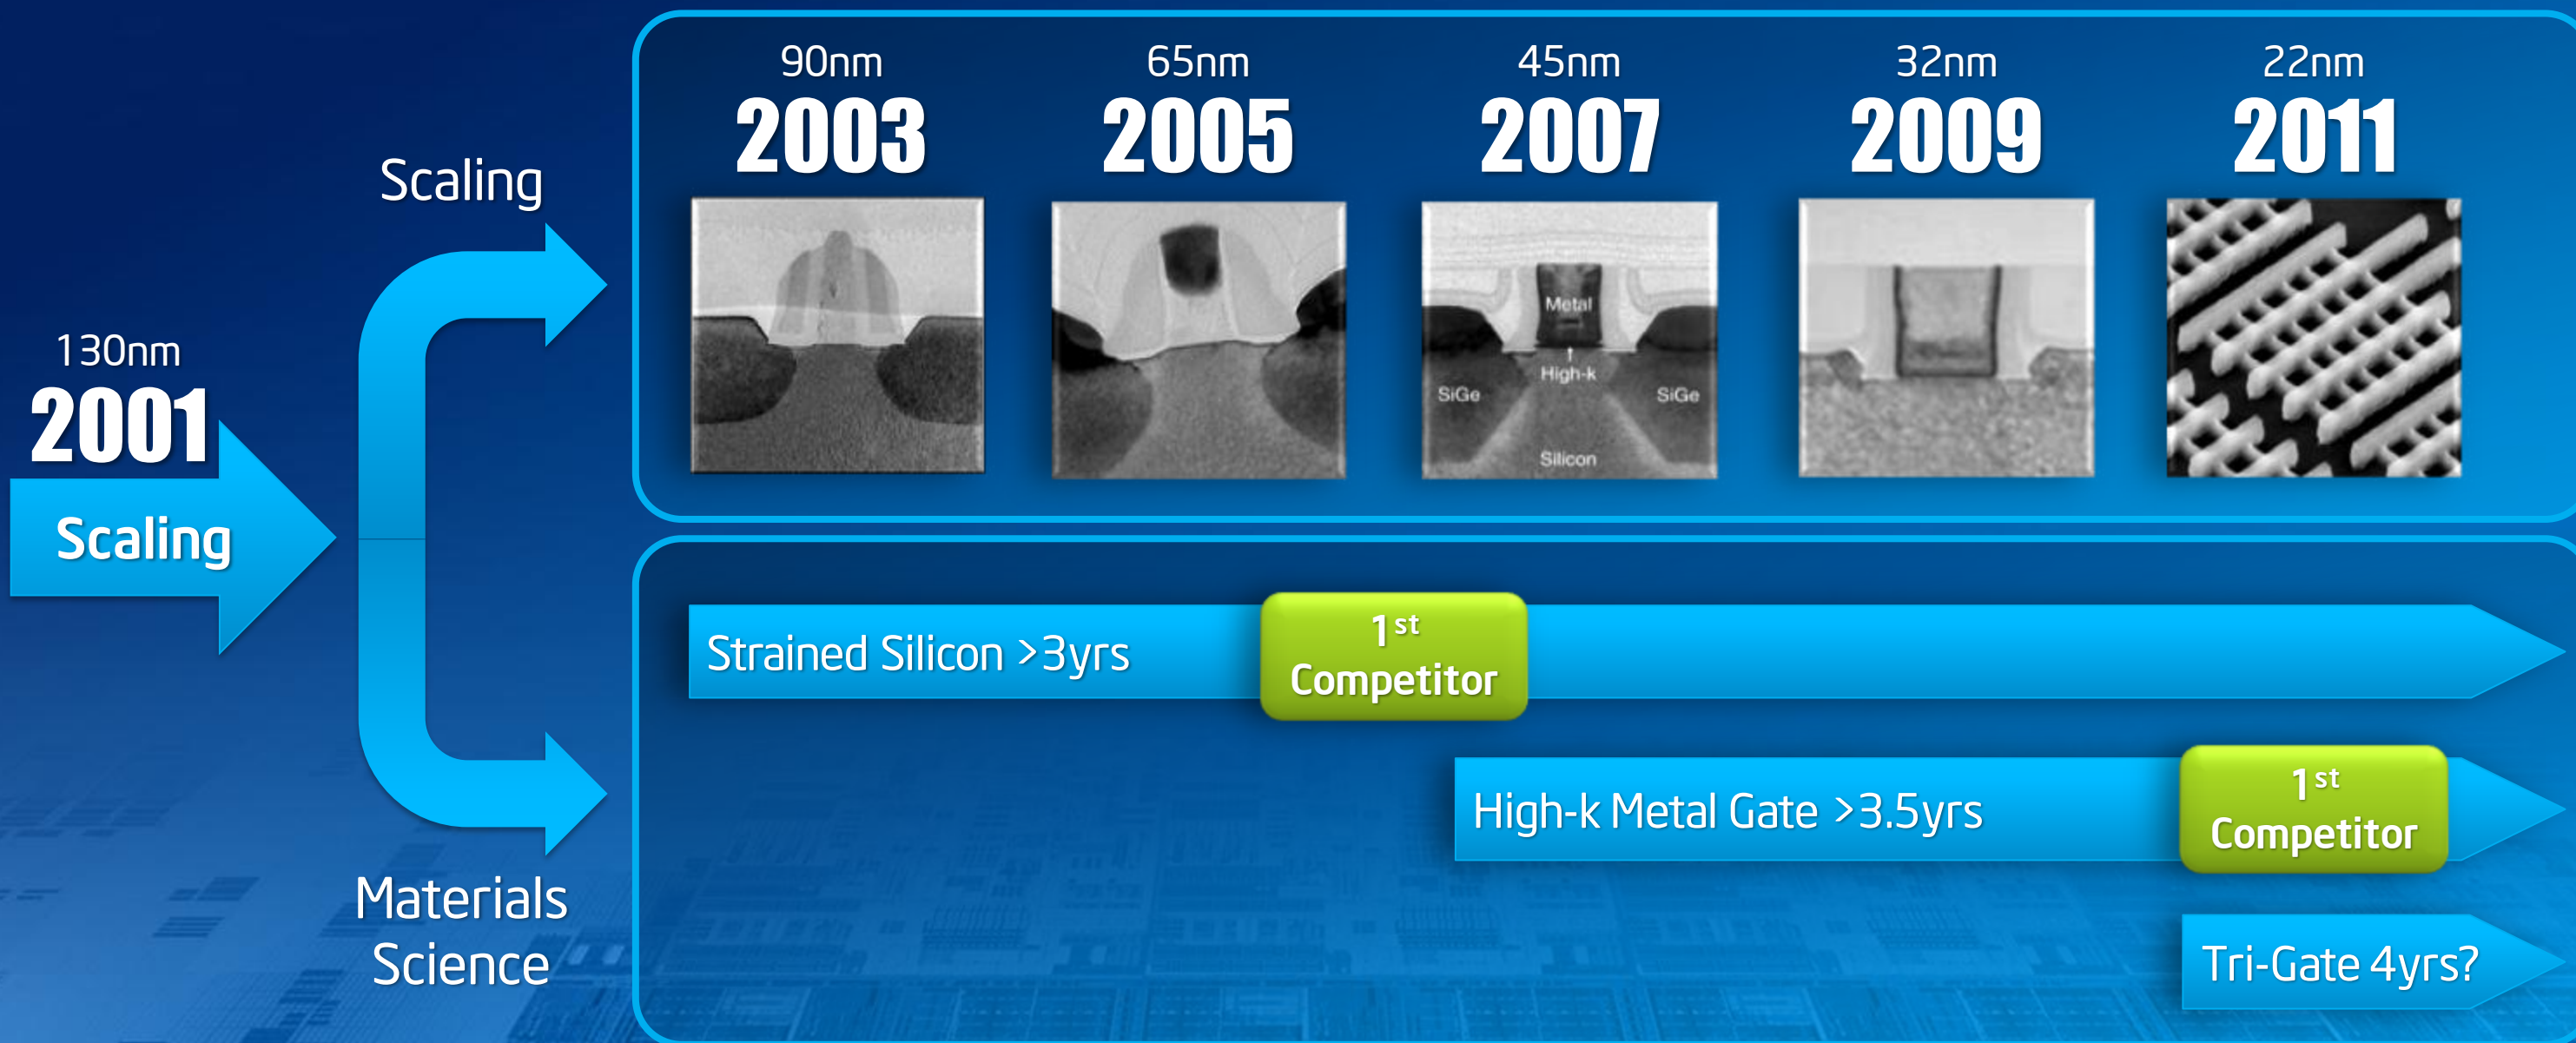 130nm
2001
Scaling
Scaling
Materials
Science
90nm
2003
65nm
2005
45nm
2007
Metal
High-k
SiGe
SiGe
Silicon
32nm
2009
22nm
2011
Strained Silicon >3yrs
1st
Competitor
High-k Metal Gate >3.5yrs
1st
Competitor
Tri-Gate 4yrs?